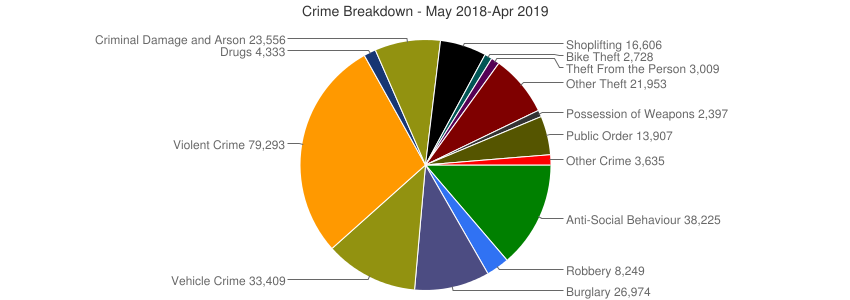 Crime Breakdown - May 2018-Apr 2019
Criminal Damage and Arson 23,556
Drugs 4,333
Violent Crime 79,293
Vehicle Crime 33,409
Shoplifting 16,606
Bike Theft 2,728
Theft From the Person 3,009
Other Theft 21,953
Possession of Weapons 2,397
Public Order 13,907
Other Crime 3,635
Anti-Social Behaviour 38,225
Robbery 8,249
Burglary 26,974